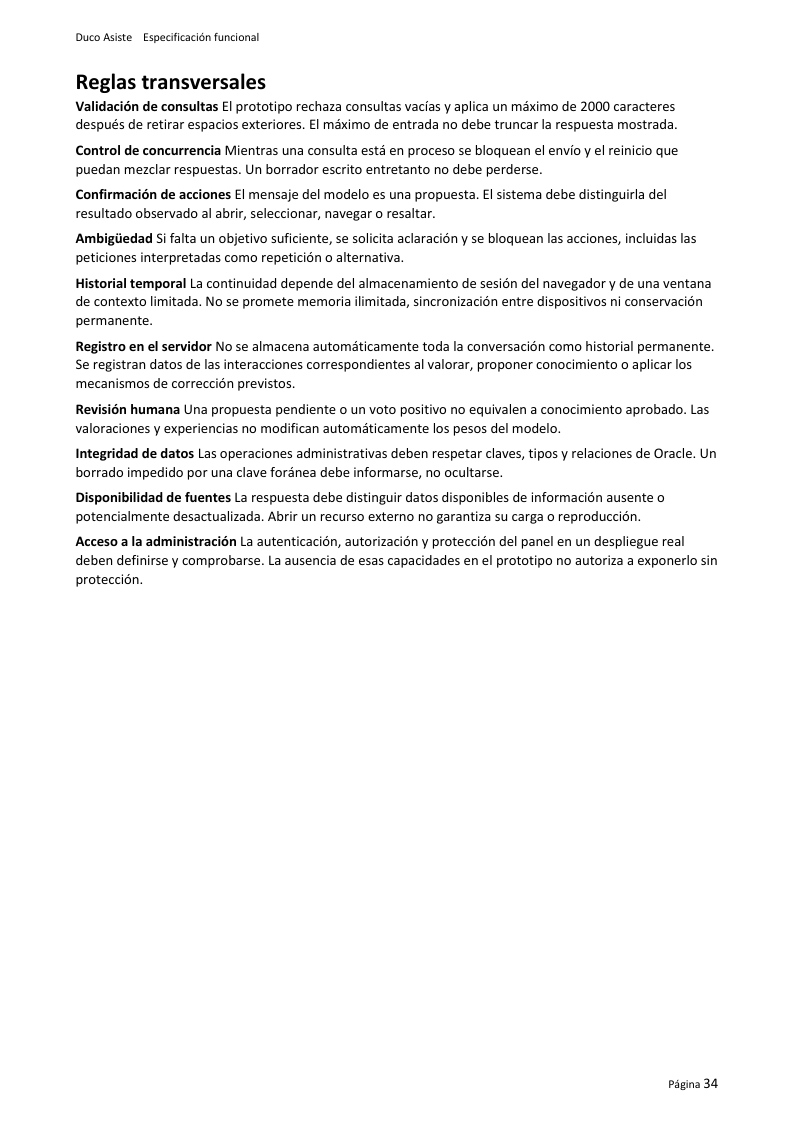 Duco Asiste Especificación funcional
Reglas transversales
Validación de consultas El prototipo rechaza consultas vacías y aplica un máximo de 2000 caracteres
después de retirar espacios exteriores. El máximo de entrada no debe truncar la respuesta mostrada.
Control de concurrencia Mientras una consulta está en proceso se bloquean el envío y el reinicio que
puedan mezclar respuestas. Un borrador escrito entretanto no debe perderse.
Confirmación de acciones El mensaje del modelo es una propuesta. El sistema debe distinguirla del
resultado observado al abrir, seleccionar, navegar o resaltar.
Ambigüedad Si falta un objetivo suficiente, se solicita aclaración y se bloquean las acciones, incluidas las
peticiones interpretadas como repetición o alternativa.
Historial temporal La continuidad depende del almacenamiento de sesión del navegador y de una ventana
de contexto limitada. No se promete memoria ilimitada, sincronización entre dispositivos ni conservación
permanente.
Registro en el servidor No se almacena automáticamente toda la conversación como historial permanente.
Se registran datos de las interacciones correspondientes al valorar, proponer conocimiento o aplicar los
mecanismos de corrección previstos.
Revisión humana Una propuesta pendiente o un voto positivo no equivalen a conocimiento aprobado. Las
valoraciones y experiencias no modifican automáticamente los pesos del modelo.
Integridad de datos Las operaciones administrativas deben respetar claves, tipos y relaciones de Oracle. Un
borrado impedido por una clave foránea debe informarse, no ocultarse.
Disponibilidad de fuentes La respuesta debe distinguir datos disponibles de información ausente o
potencialmente desactualizada. Abrir un recurso externo no garantiza su carga o reproducción.
Acceso a la administración La autenticación, autorización y protección del panel en un despliegue real
deben definirse y comprobarse. La ausencia de esas capacidades en el prototipo no autoriza a exponerlo sin
protección.
Página 34